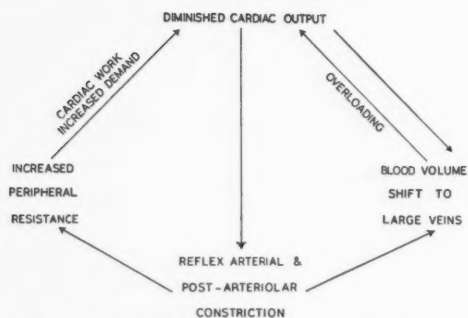 DIMINISHED CARDIAC OUTPUT
CARDIAC WORK
INCREASED DEMAND
OVERLOADING
INCREASED
PERIPHERAL
RESISTANCE
BLOOD VOLUME
SHIFT TO
LARGE VEINS
REFLEX ARTERIAL &
POST-ARTERIOLAR
CONSTRICTION